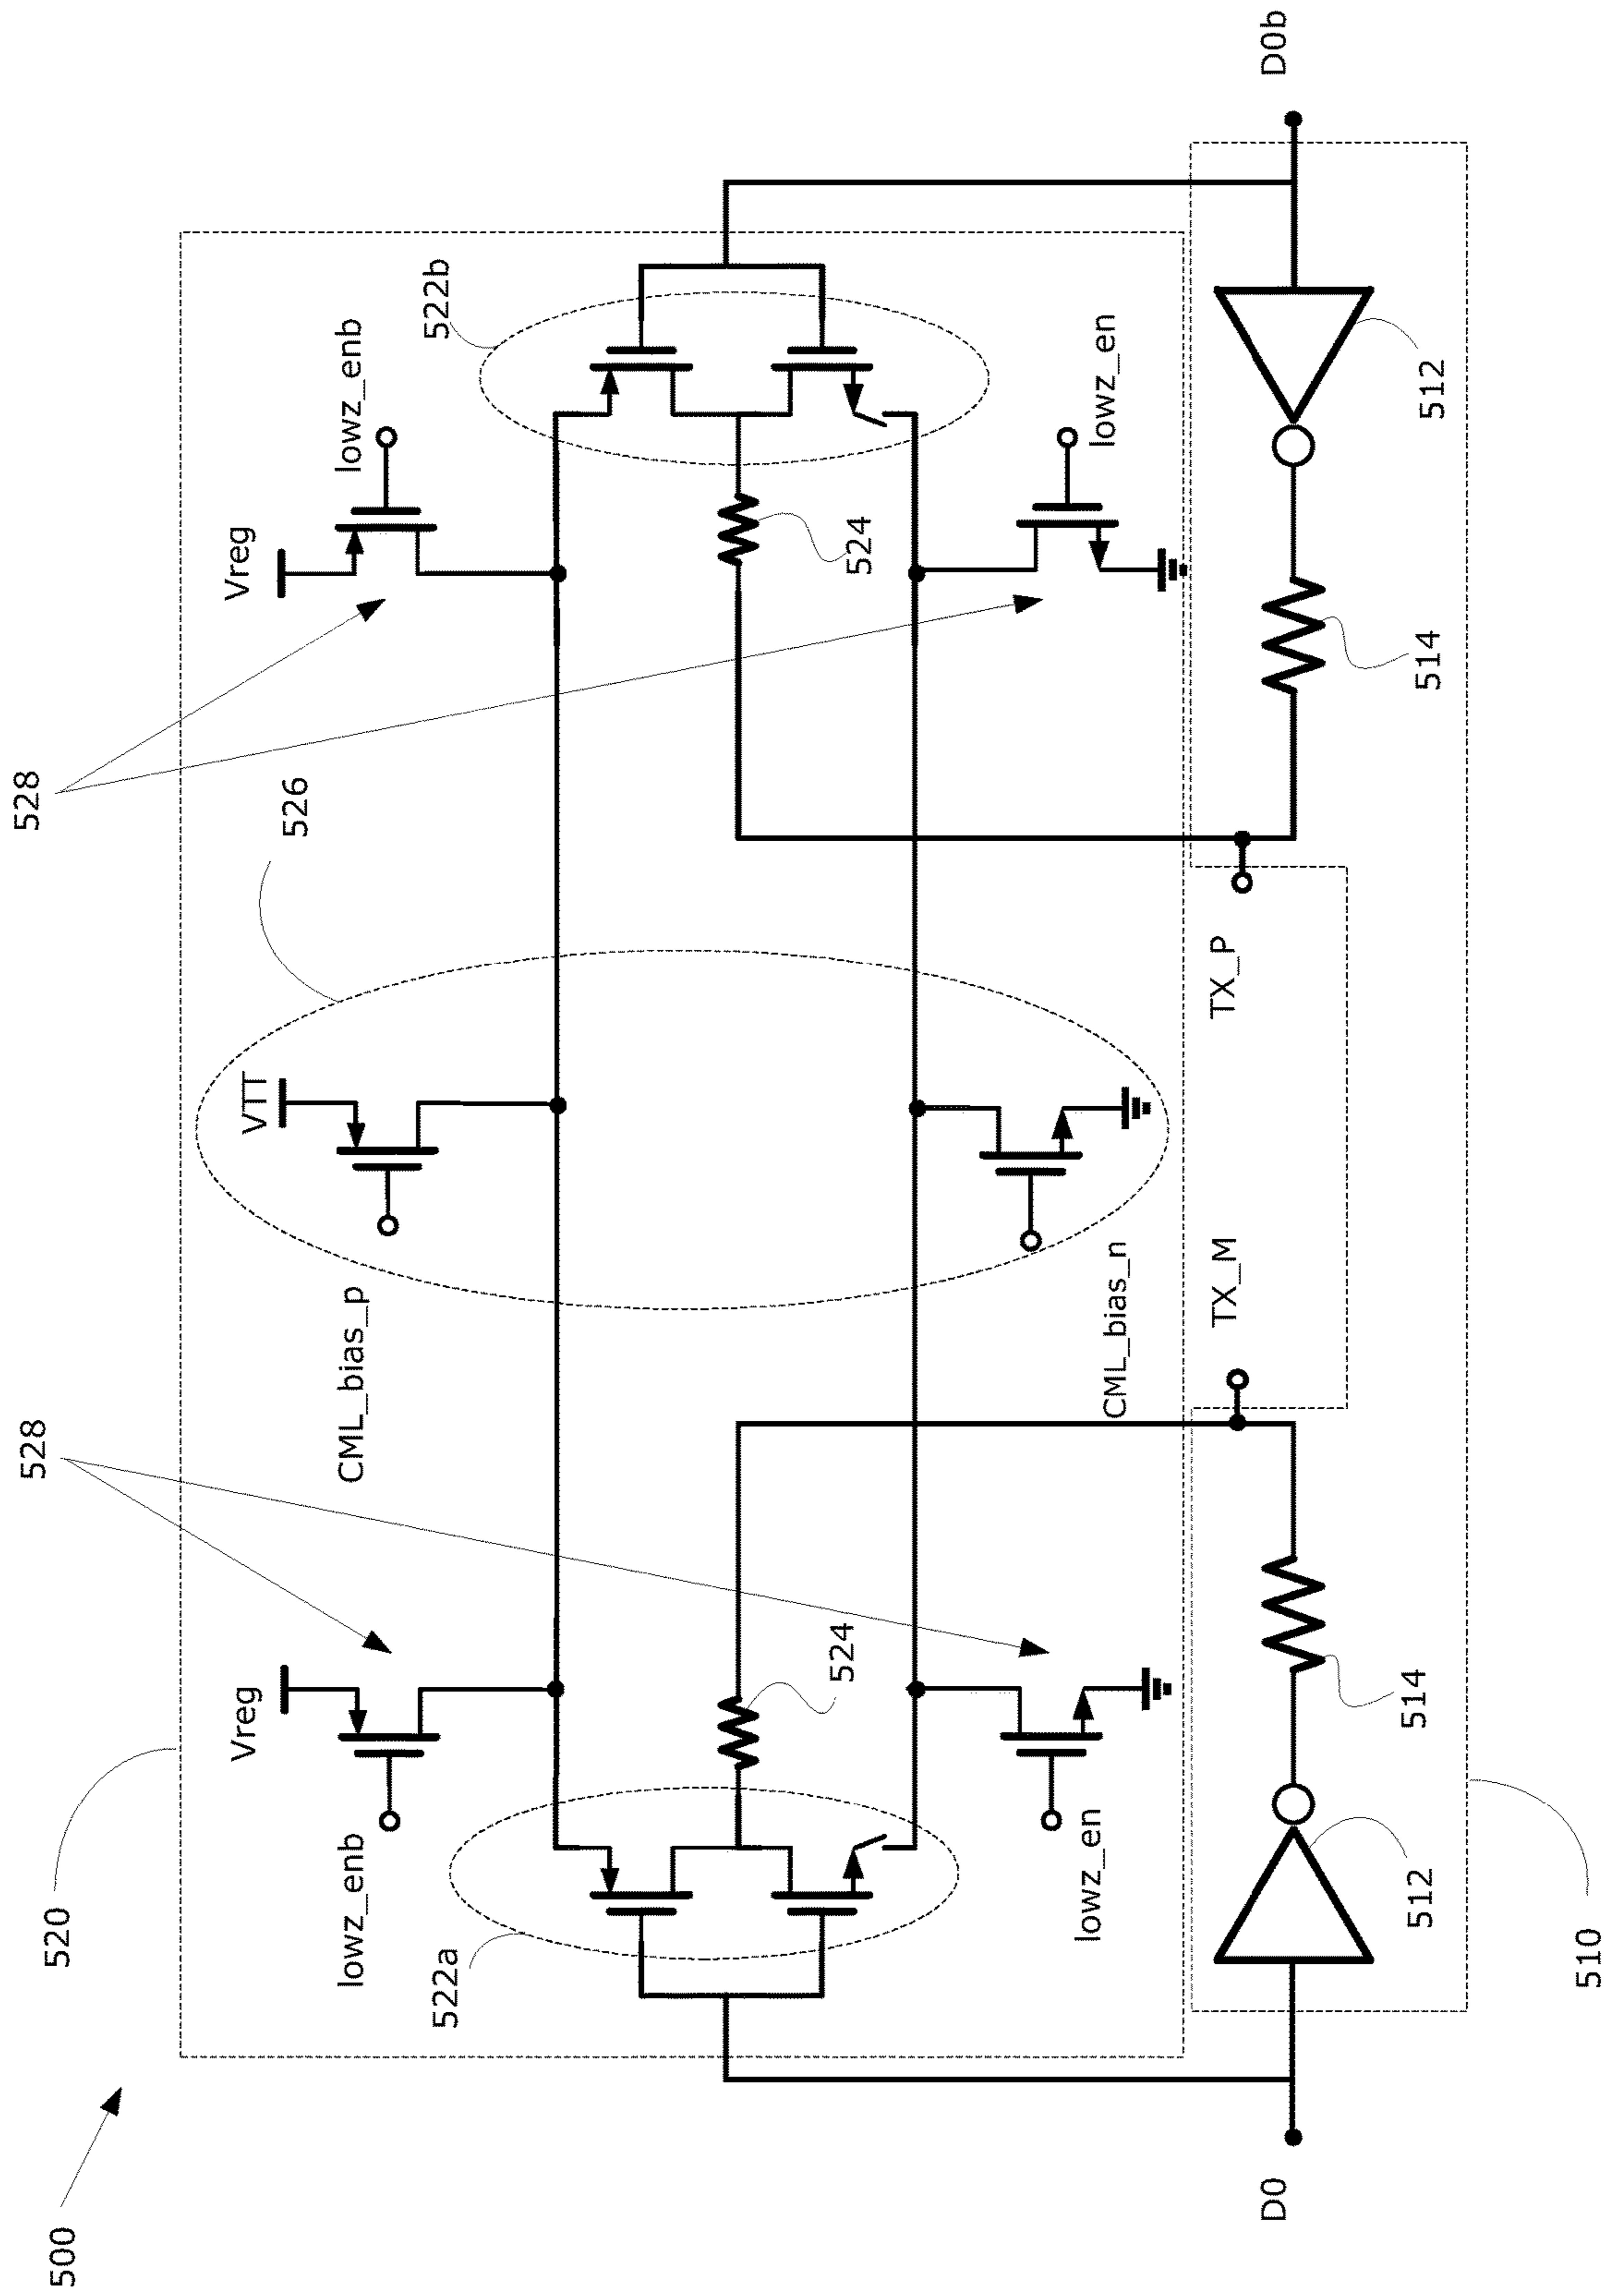 528
528
500
520
Vreg
VTT
Vreg
526
lowz_enb
CML_bias_p
lowz_enb
522a
522b
524
524
lowz_en
CML_bias_n
lowz_en
TX_M
TX_P
D0
D0b
512
514
514
512
510